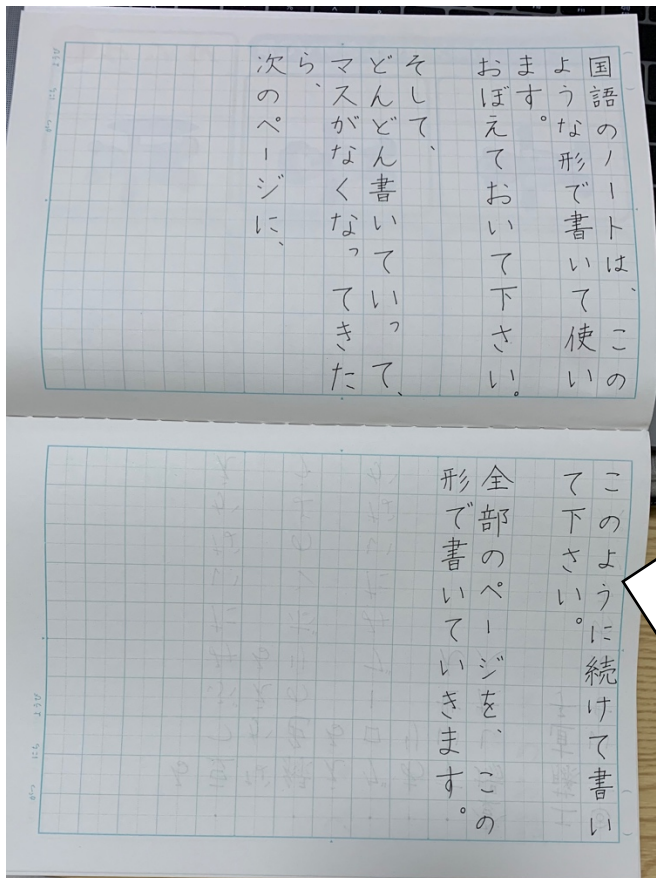 国語のノートは、この
ような形で書いて使い
ます。
おぼえておいて下さい。
そして、
どんどん書いていって、
マスがなくなってきた
ら、
次のページに、
このように続けて書い
て下さい。
全部のページを、この
形で書いていきます。